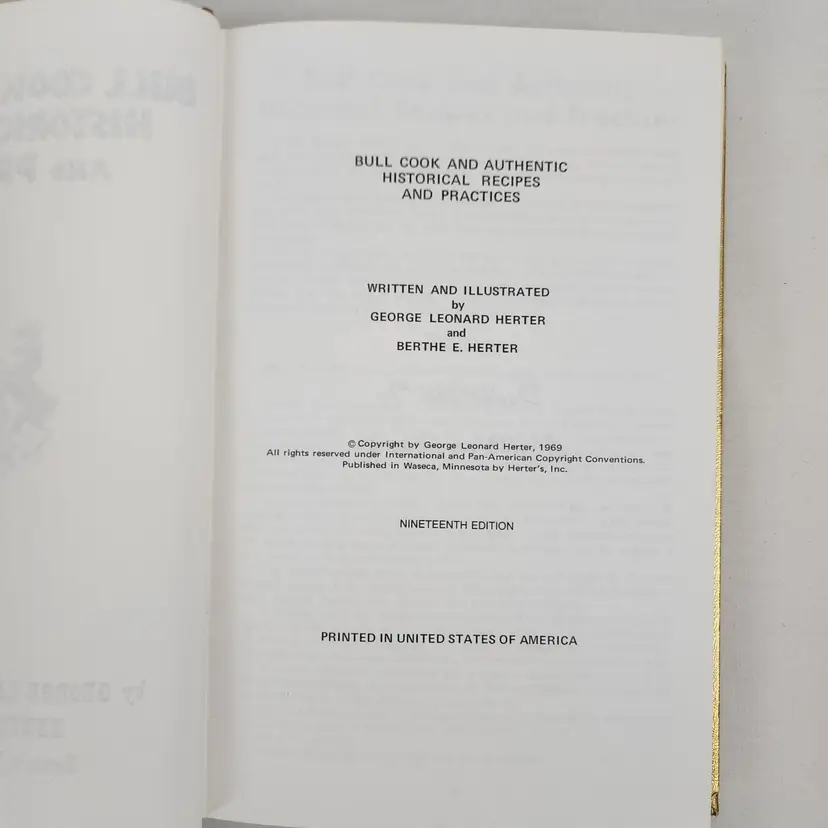 BULL COOK AND AUTHENTIC
HISTORICAL RECIPES
AND PRACTICES
WRITTEN AND ILLUSTRATED
by
GEORGE LEONARD HERTER
and
BERTHE E. HERTER
© Copyright by George Leonard Herter, 1969
All rights reserved under International and Pan-American Copyright Conventions.
Published in Waseca, Minnesota by Herter's, Inc.
NINETEENTH EDITION
PRINTED IN UNITED STATES OF AMERICA